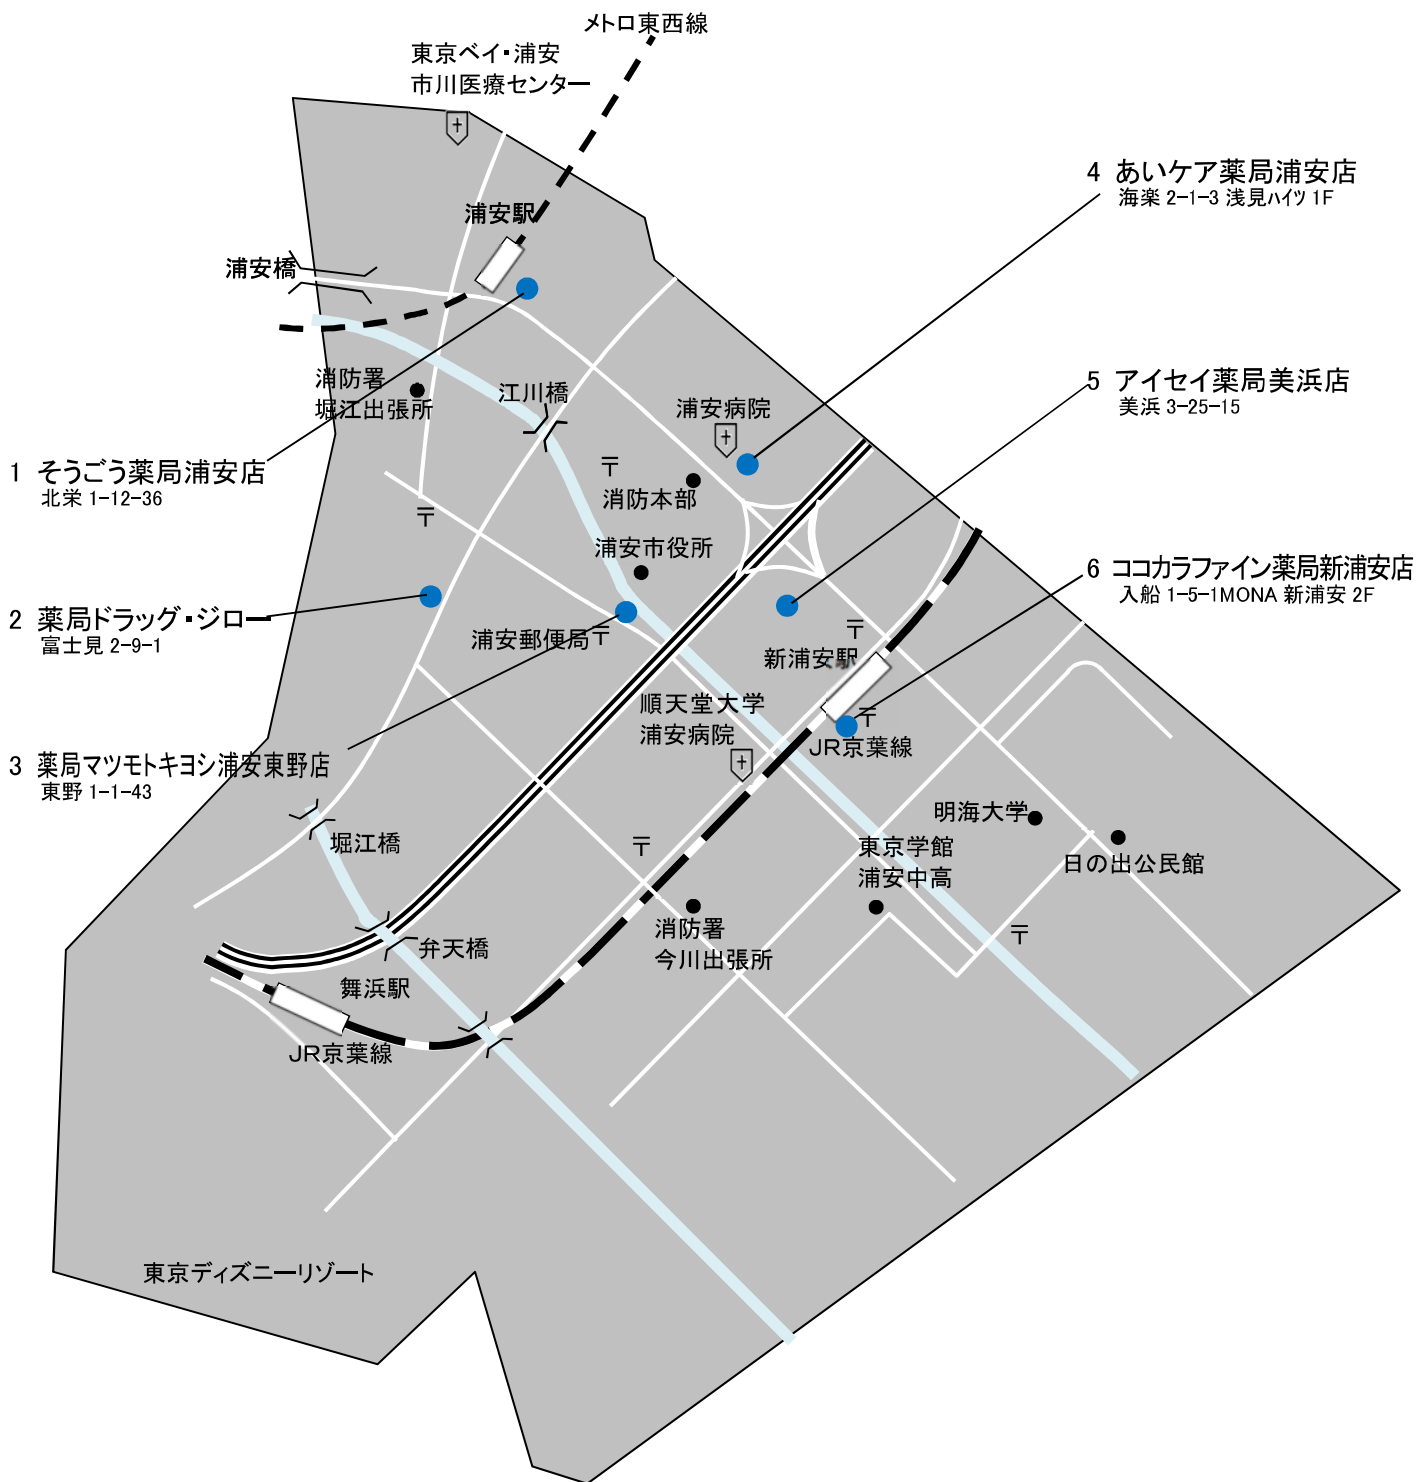 メトロ東西線
東京ベイ・浦安
市川医療センター
4 あいケア薬局浦安店
海楽 2-1-3 浅見ハイツ 1F
浦安駅
浦安橋
消防署
堀江出張所
江川橋
浦安病院
5 アイセイ薬局美浜店
美浜 3-25-15
1 そうごう薬局浦安店
北栄 1-12-36
〒
消防本部
〒
浦安市役所
6 ココカラファイン薬局新浦安店
入船 1-5-1MONA 新浦安 2F
2 薬局ドラッグ・ジロー
富士見 2-9-1
浦安郵便局〒
〒
新浦安駅
順天堂大学
浦安病院
〒
JR京葉線
3 薬局マツモトキヨシ浦安東野店
東野 1-1-43
堀江橋
〒
明海大学
東京学館
浦安中高
日の出公民館
消防署
今川出張所
〒
弁天橋
舞浜駅
JR京葉線
東京ディズニーリゾート